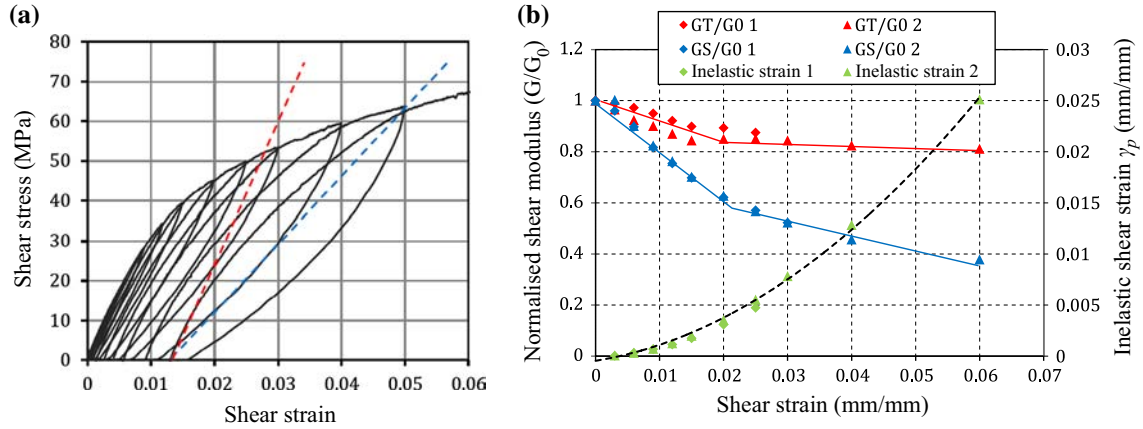 (a)
80
70
60
50
40
30
20
10
0
Shear stress (MPa)
0 0.01 0.02 0.03 0.04 0.05 0.06
Shear strain
(b)
GT/G0 1 GT/G0 2
GS/G0 1 GS/G0 2
Inelastic strain 1 Inelastic strain 2
1.2
1
0.8
0.6
0.4
0.2
0
Normalised shear modulus (G/G₀)
0.03
0.025
0.02
0.015
0.01
0.005
0
Inelastic shear strain γₚ (mm/mm)
0 0.01 0.02 0.03 0.04 0.05 0.06 0.07
Shear strain (mm/mm)